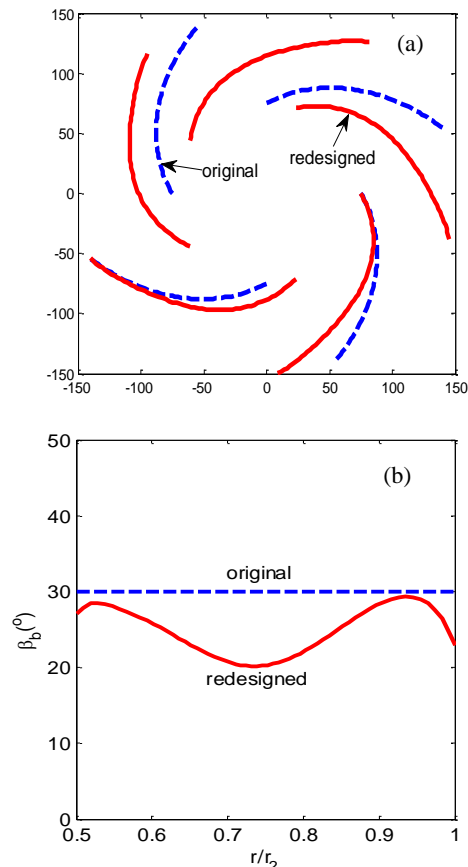 150
(a)
100
redesigned
50
original
0
-50
-100
-150
-150 -100 -50 0 50 100 150
50
(b)
40
original
30
β_b(⁰)
20
redesigned
10
0
0.5 0.6 0.7 0.8 0.9 1
r/r₂